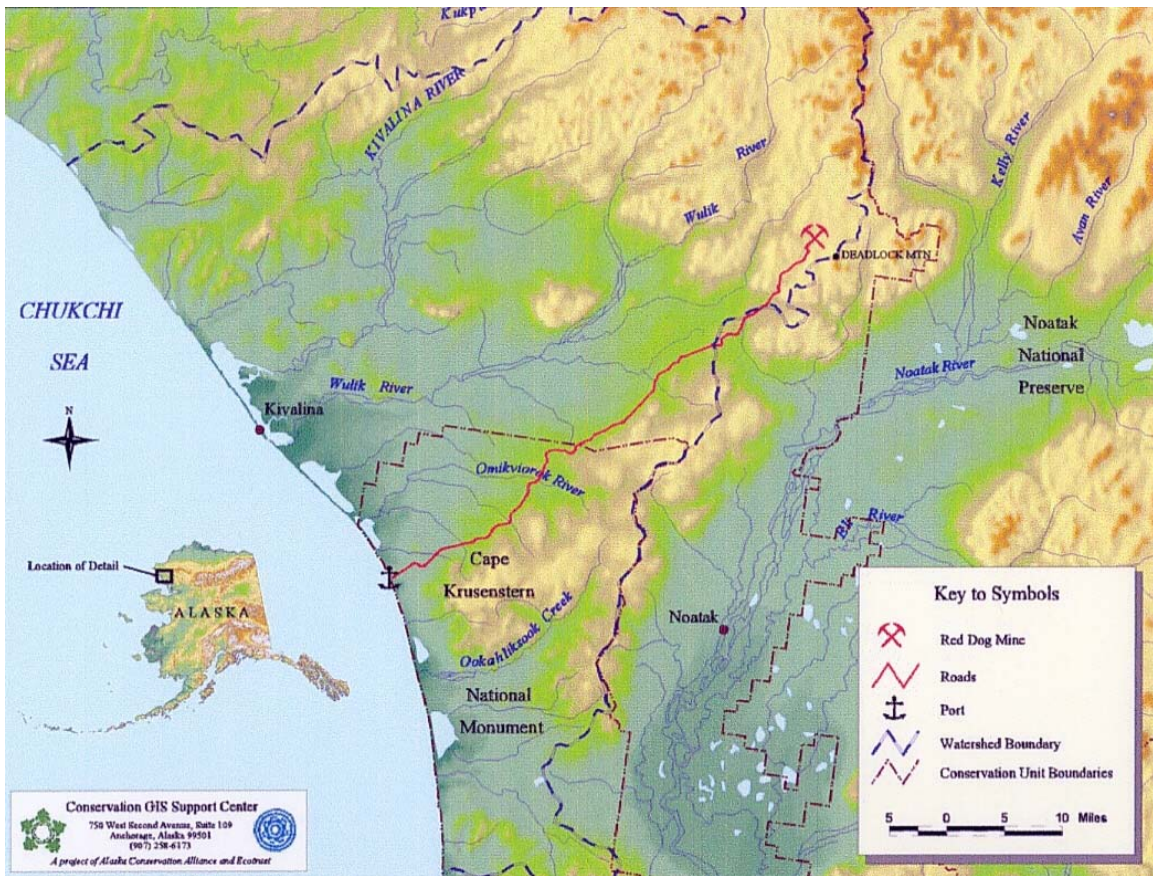 Kukpu
KIVALINA RIVER
Wulik River
Kelly River
Avan River
DEADLOCK MTN
CHUKCHI
SEA
Noatak
National
Preserve
Noatak River
Wulik River
Kivalina
N
Omikviorok River
Eli River
Cape
Krusenstern
Location of Detail
ALASKA
Noatak
Ookahliksook Creek
National
Monument
Key to Symbols
Red Dog Mine
Roads
Port
Watershed Boundary
Conservation Unit Boundaries
5 0 5 10 Miles
Conservation GIS Support Center
750 West Second Avenue, Suite 109
Anchorage, Alaska 99501
(907) 258-6173
A project of Alaska Conservation Alliance and Ecotrust